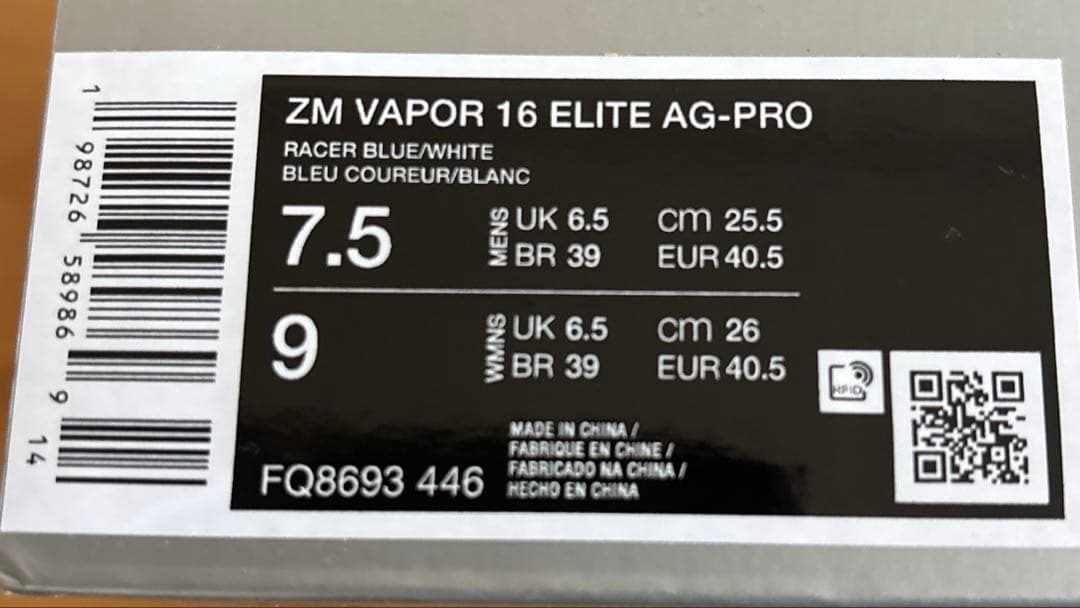 ZM VAPOR 16 ELITE AG-PRO
RACER BLUE/WHITE
BLEU COUREUR/BLANC
7.5 MENS UK 6.5 cm 25.5
BR 39 EUR 40.5
9 WMNS UK 6.5 cm 26
BR 39 EUR 40.5
RFID
MADE IN CHINA /
FABRIQUE EN CHINE /
FABRICADO NA CHINA /
HECHO EN CHINA
FQ8693 446
1 98726 58986 9 14